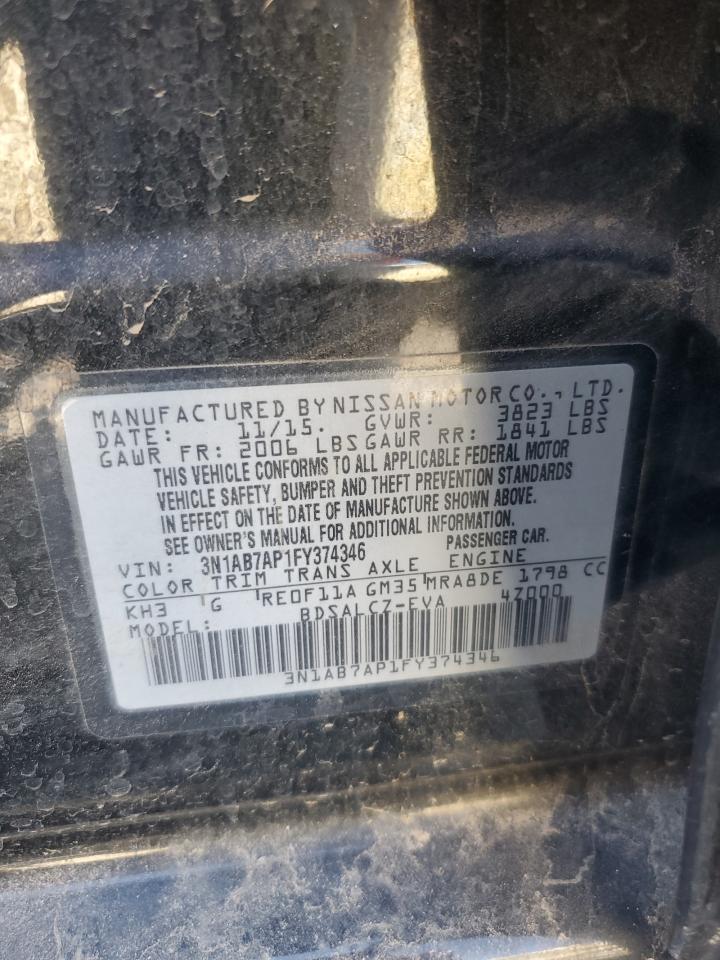 MANUFACTURED BY NISSAN MOTOR CO., LTD.
DATE: 11/15. GVWR: 3823 LBS
GAWR FR: 2006 LBS GAWR RR: 1841 LBS
THIS VEHICLE CONFORMS TO ALL APPLICABLE FEDERAL MOTOR
VEHICLE SAFETY, BUMPER AND THEFT PREVENTION STANDARDS
IN EFFECT ON THE DATE OF MANUFACTURE SHOWN ABOVE.
SEE OWNER'S MANUAL FOR ADDITIONAL INFORMATION.
VIN: 3N1AB7AP1FY374346 PASSENGER CAR.
COLOR TRIM TRANS AXLE ENGINE
KH3 G RE0F11A GM35 MRA8DE 1798 CC
MODEL: BDSALCZ-EVA 4Z000
3N1AB7AP1FY374346